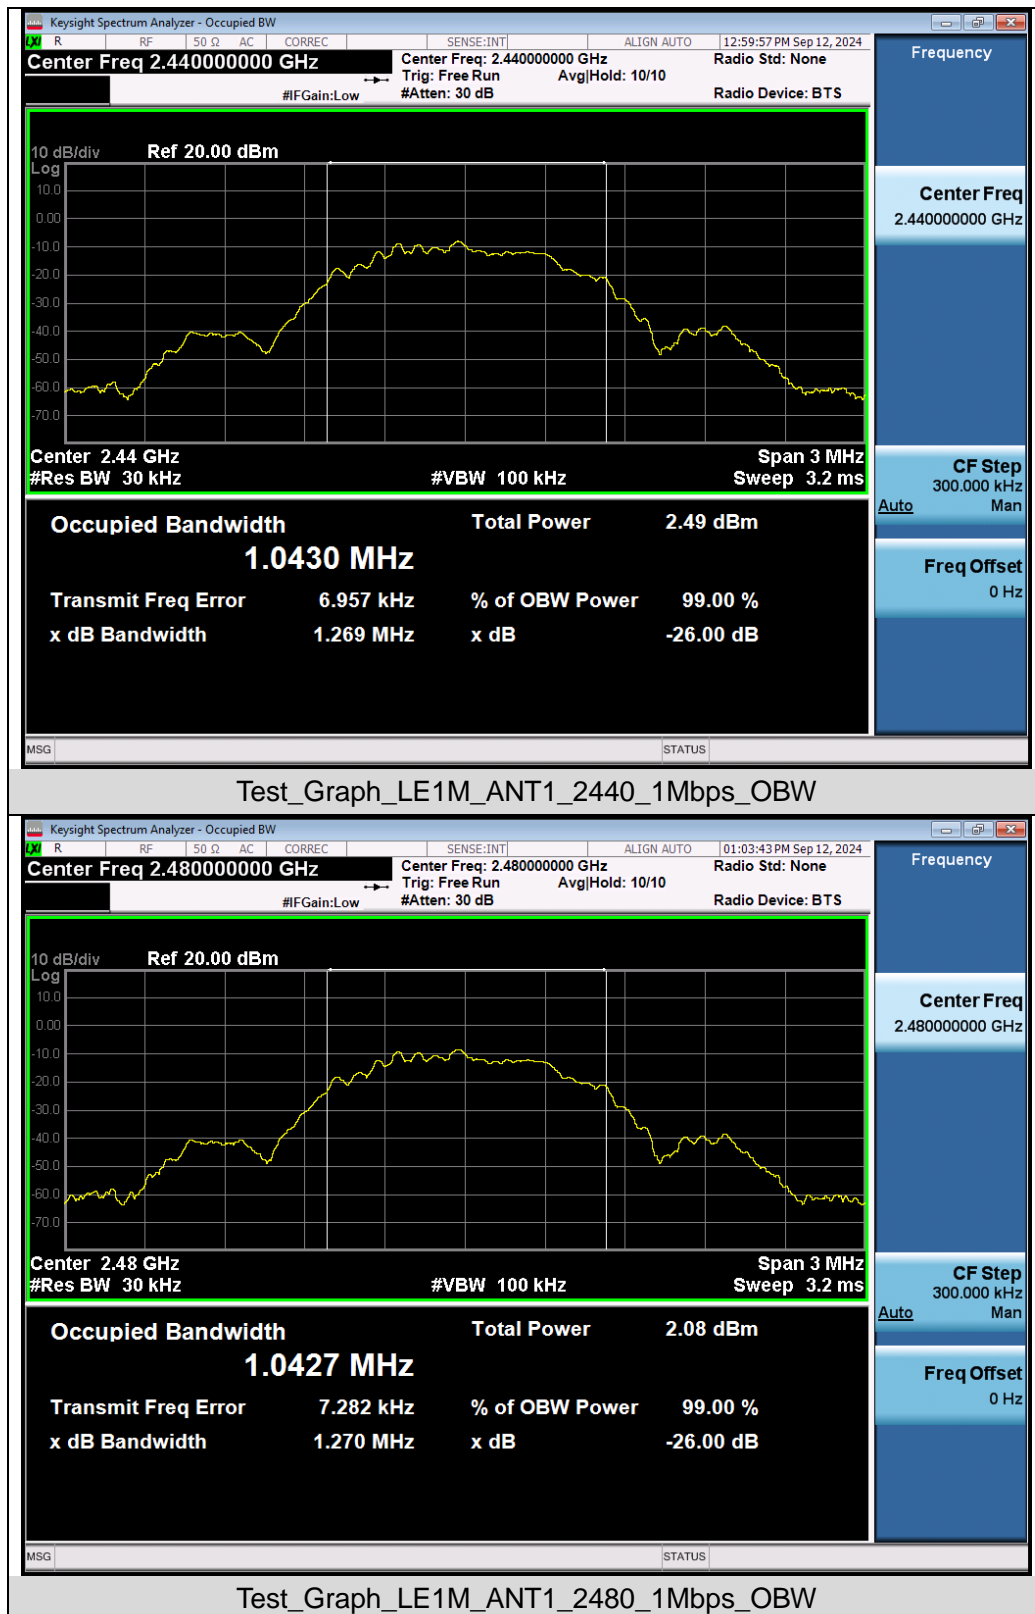 Keysight Spectrum Analyzer - Occupied BW
LXI R RF 50 Ω AC CORREC SENSE:INT ALIGN AUTO 12:59:57 PM Sep 12, 2024
Center Freq 2.440000000 GHz
Center Freq: 2.440000000 GHz
Radio Std: None
Trig: Free Run Avg|Hold: 10/10
#IFGain:Low
#Atten: 30 dB
Radio Device: BTS
10 dB/div Ref 20.00 dBm
Log
10.0
0.00
-10.0
-20.0
-30.0
-40.0
-50.0
-60.0
-70.0
Center 2.44 GHz Span 3 MHz
#Res BW 30 kHz #VBW 100 kHz Sweep 3.2 ms
Occupied Bandwidth Total Power 2.49 dBm
1.0430 MHz
Transmit Freq Error 6.957 kHz % of OBW Power 99.00 %
x dB Bandwidth 1.269 MHz x dB -26.00 dB
MSG STATUS
Frequency
Center Freq
2.440000000 GHz
CF Step
300.000 kHz
Auto Man
Freq Offset
0 Hz
Test_Graph_LE1M_ANT1_2440_1Mbps_OBW
Keysight Spectrum Analyzer - Occupied BW
LXI R RF 50 Ω AC CORREC SENSE:INT ALIGN AUTO 01:03:43 PM Sep 12, 2024
Center Freq 2.480000000 GHz
Center Freq: 2.480000000 GHz
Radio Std: None
Trig: Free Run Avg|Hold: 10/10
#IFGain:Low
#Atten: 30 dB
Radio Device: BTS
10 dB/div Ref 20.00 dBm
Log
10.0
0.00
-10.0
-20.0
-30.0
-40.0
-50.0
-60.0
-70.0
Center 2.48 GHz Span 3 MHz
#Res BW 30 kHz #VBW 100 kHz Sweep 3.2 ms
Occupied Bandwidth Total Power 2.08 dBm
1.0427 MHz
Transmit Freq Error 7.282 kHz % of OBW Power 99.00 %
x dB Bandwidth 1.270 MHz x dB -26.00 dB
MSG STATUS
Frequency
Center Freq
2.480000000 GHz
CF Step
300.000 kHz
Auto Man
Freq Offset
0 Hz
Test_Graph_LE1M_ANT1_2480_1Mbps_OBW